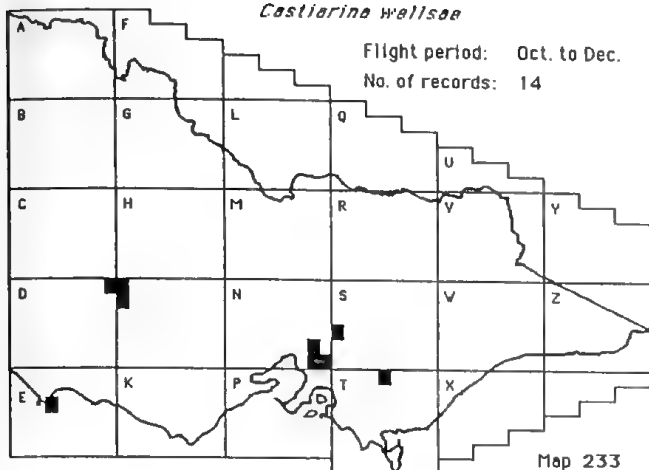 Castiarina wellsae
Flight period: Oct. to Dec.
No. of records: 14
A F
B G L Q
U
C H M R V Y
D N S W Z
E K P T X
Map 233